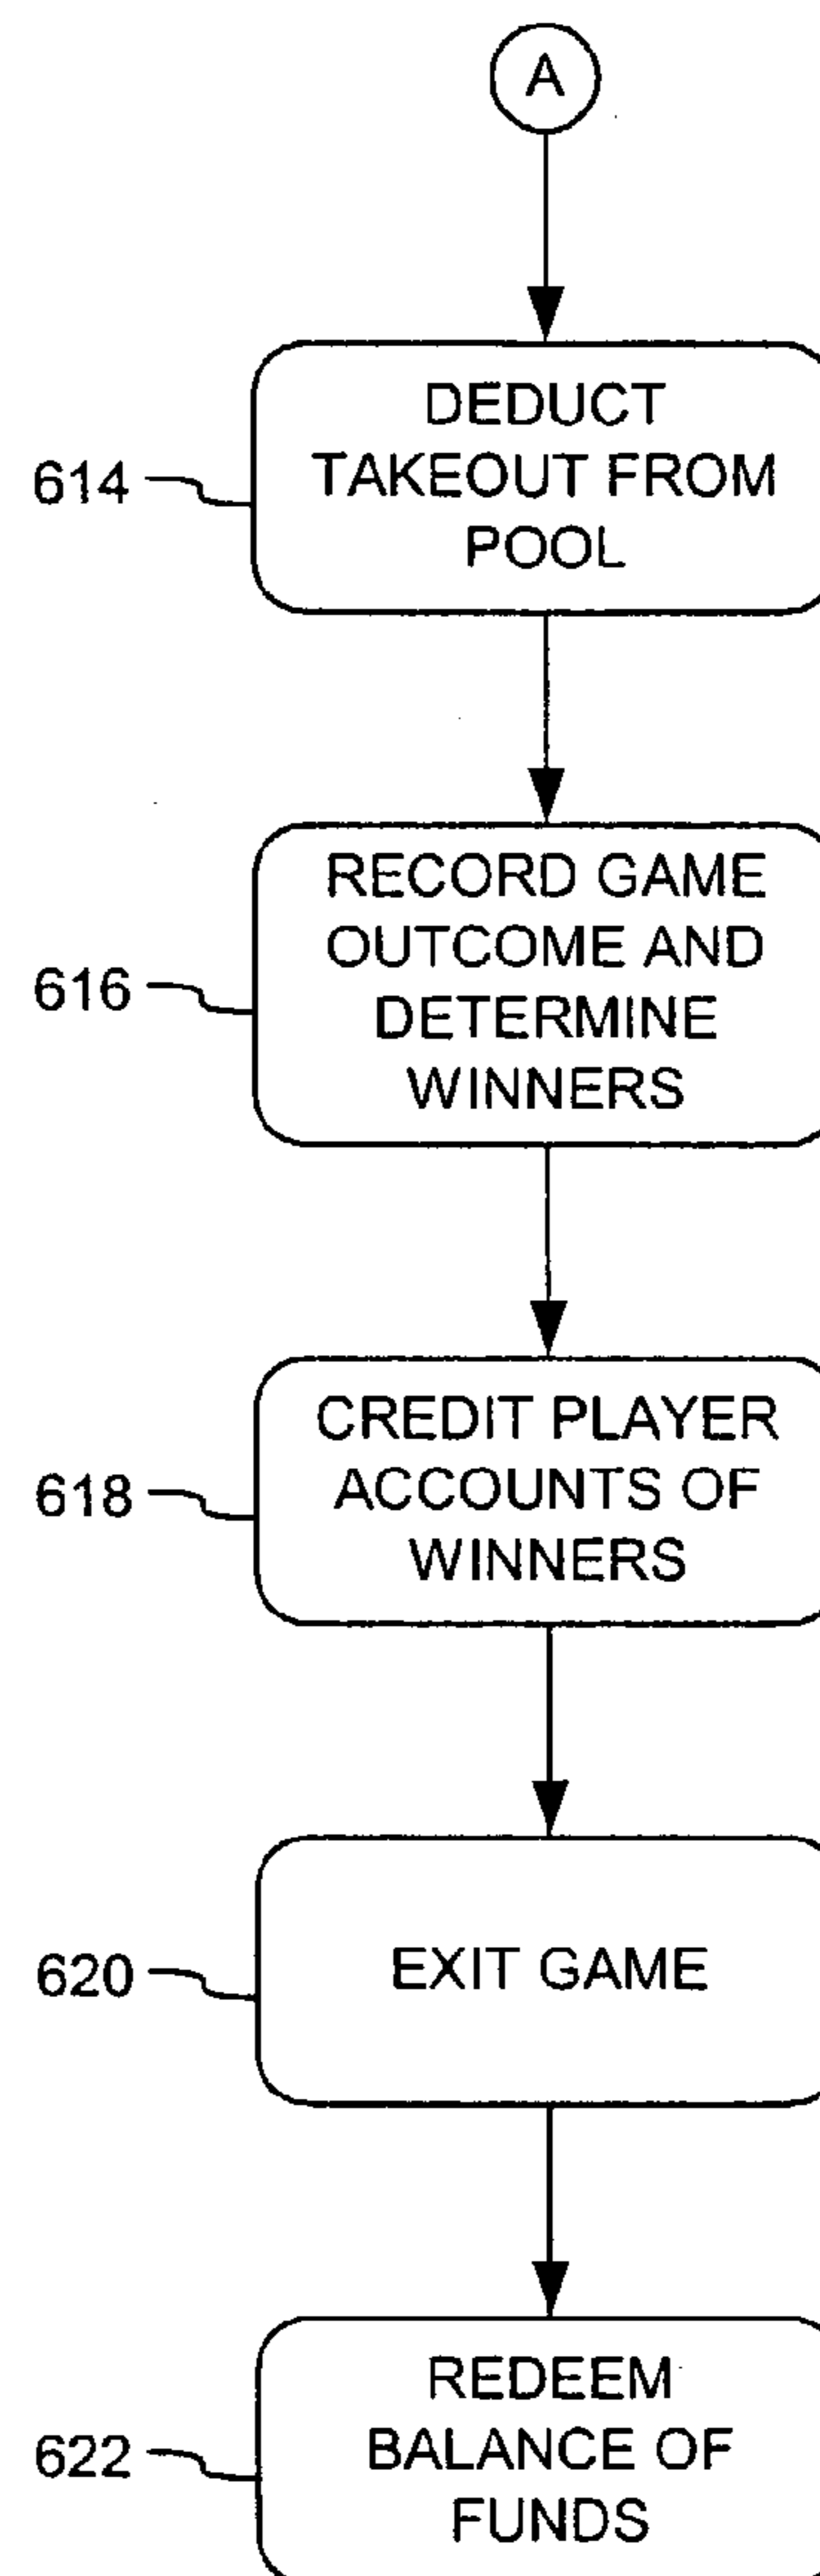 A
DEDUCT
TAKEOUT FROM
POOL
614
RECORD GAME
OUTCOME AND
DETERMINE
WINNERS
616
CREDIT PLAYER
ACCOUNTS OF
WINNERS
618
EXIT GAME
620
REDEEM
BALANCE OF
FUNDS
622